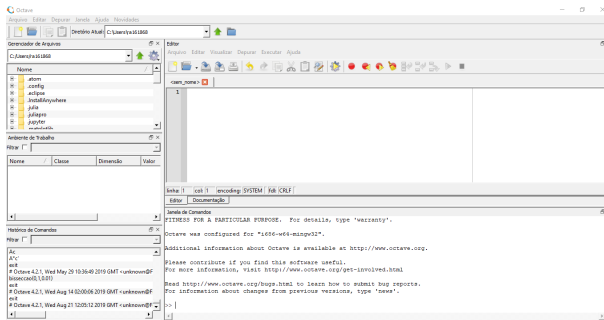 Octave
Arquivo Editar Depurar Janela Ajuda Novidades
Diretório Atual: C:/Users/ra161868
Gerenciador de Arquivos
C:/Users/ra161868
Nome
.atom
.config
.eclipse
.InstallAnywhere
.julia
.juliapro
.jupyter
.matplotlib
Ambiente de Trabalho
Filtrar
Nome Classe Dimensão Valor
Histórico de Comandos
Filtrar
Ac
A*c'
exit
# Octave 4.2.1, Wed May 29 10:36:49 2019 GMT <unknown@F
bisseccao(0,1,0.01)
exit
# Octave 4.2.1, Wed Aug 14 02:00:06 2019 GMT <unknown@F
exit
# Octave 4.2.1, Wed Aug 21 12:05:12 2019 GMT <unknown@F
Editor
Arquivo Editar Visualizar Depurar Executar Ajuda
<sem_nome>
1
linha: 1 col: 1 encoding: SYSTEM eol: CRLF
Editor Documentação
Janela de Comandos
FITNESS FOR A PARTICULAR PURPOSE. For details, type 'warranty'.
Octave was configured for "i686-w64-mingw32".
Additional information about Octave is available at http://www.octave.org.
Please contribute if you find this software useful.
For more information, visit http://www.octave.org/get-involved.html
Read http://www.octave.org/bugs.html to learn how to submit bug reports.
For information about changes from previous versions, type 'news'.
>>